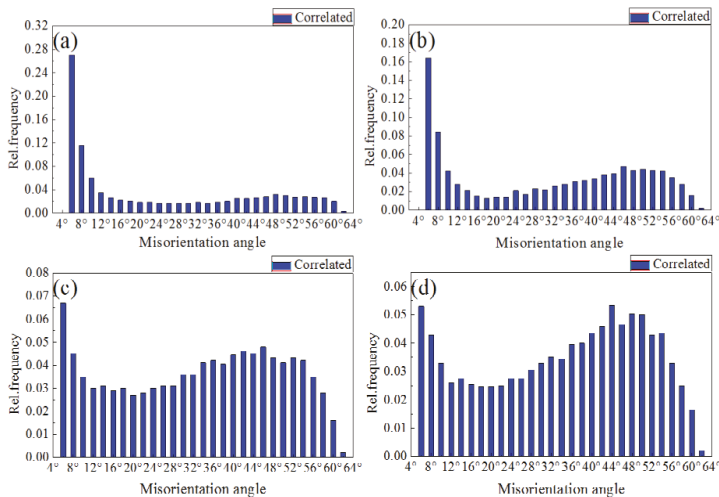 Correlated
(a)
0.32
0.28
0.24
0.20
0.16
0.12
0.08
0.04
0.00
4° 8° 12° 16° 20° 24° 28° 32° 36° 40° 44° 48° 52° 56° 60° 64°
Rel.frequency
Misorientation angle
Correlated
(b)
0.20
0.18
0.16
0.14
0.12
0.10
0.08
0.06
0.04
0.02
0.00
4° 8° 12° 16° 20° 24° 28° 32° 36° 40° 44° 48° 52° 56° 60° 64°
Rel.frequency
Misorientation angle
Correlated
(c)
0.08
0.07
0.06
0.05
0.04
0.03
0.02
0.01
0.00
4° 8° 12° 16° 20° 24° 28° 32° 36° 40° 44° 48° 52° 56° 60° 64°
Rel.frequency
Misorientation angle
Correlated
(d)
0.06
0.05
0.04
0.03
0.02
0.01
0.00
4° 8° 12° 16° 20° 24° 28° 32° 36° 40° 44° 48° 52° 56° 60° 64°
Rel.frequency
Misorientation angle